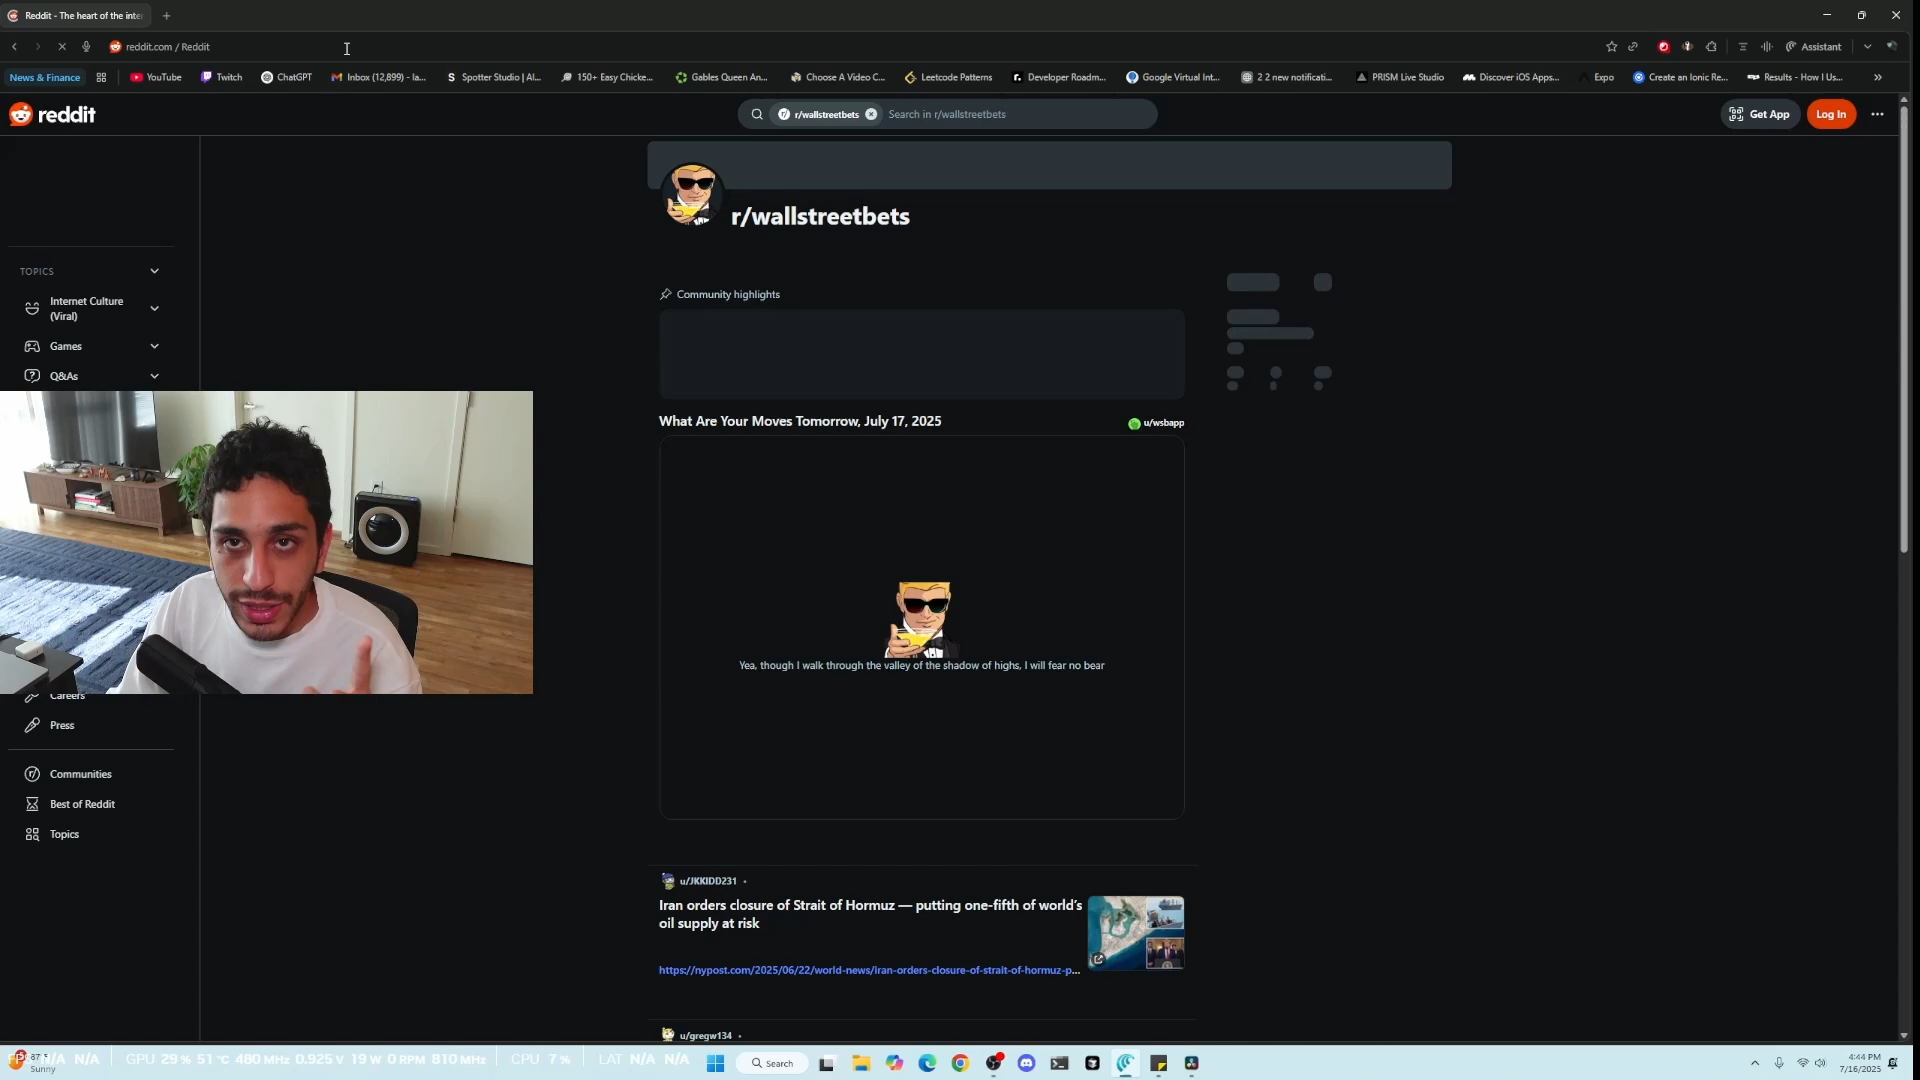 Reddit - The heart of the inte
reddit.com / Reddit
Assistant
News & Finance
YouTube
Twitch
ChatGPT
Inbox (12,899) - la...
Spotter Studio | Al...
150+ Easy Chicke...
Gables Queen An...
Choose A Video C...
Leetcode Patterns
Developer Roadm...
Google Virtual Int...
2 2 new notificati...
PRISM Live Studio
Discover iOS Apps...
Expo
Create an Ionic Re...
Results - How I Us...
reddit
r/wallstreetbets
Search in r/wallstreetbets
Get App
Log In
r/wallstreetbets
TOPICS
Internet Culture
(Viral)
Games
Q&As
Careers
Press
Communities
Best of Reddit
Topics
Community highlights
What Are Your Moves Tomorrow, July 17, 2025
u/wsbapp
Yea, though I walk through the valley of the shadow of highs, I will fear no bear
u/JKKIDD231 •
Iran orders closure of Strait of Hormuz — putting one-fifth of world's
oil supply at risk
https://nypost.com/2025/06/22/world-news/iran-orders-closure-of-strait-of-hormuz-p...
u/gregw134 •
N/A N/A
GPU 29 % 51 °C 480 MHz 0.925 V 19 W 0 RPM 810 MHz
CPU 7 %
LAT N/A N/A
87°F
Sunny
Search
4:44 PM
7/16/2025